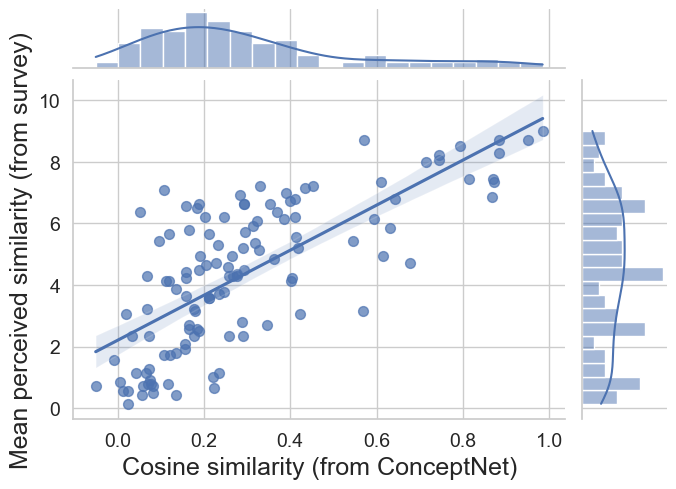 Mean perceived similarity (from survey)
10
8
6
4
2
0
0.0 0.2 0.4 0.6 0.8 1.0
Cosine similarity (from ConceptNet)